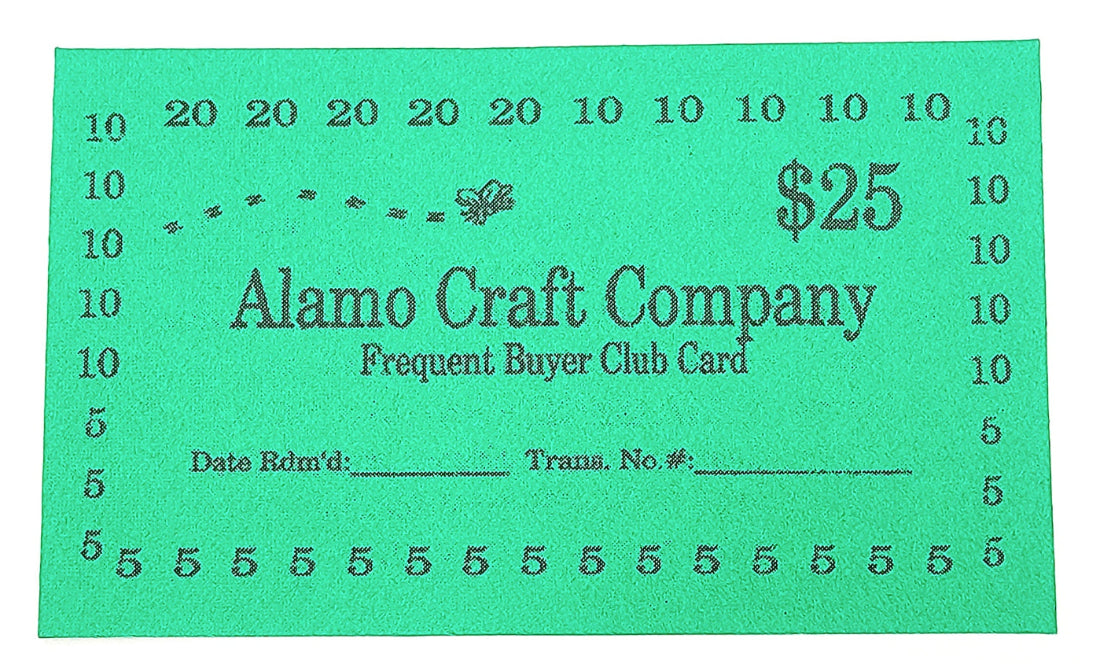 20 20 20 20 20 10 10 10 10 10
10 10
10 10
10 10
10 10
10 10
5 5
5 5
5 5
$25
Alamo Craft Company
Frequent Buyer Club Card
Date Rdm'd:____________ Trans. No.#:________________
5 5 5 5 5 5 5 5 5 5 5 5 5 5 5